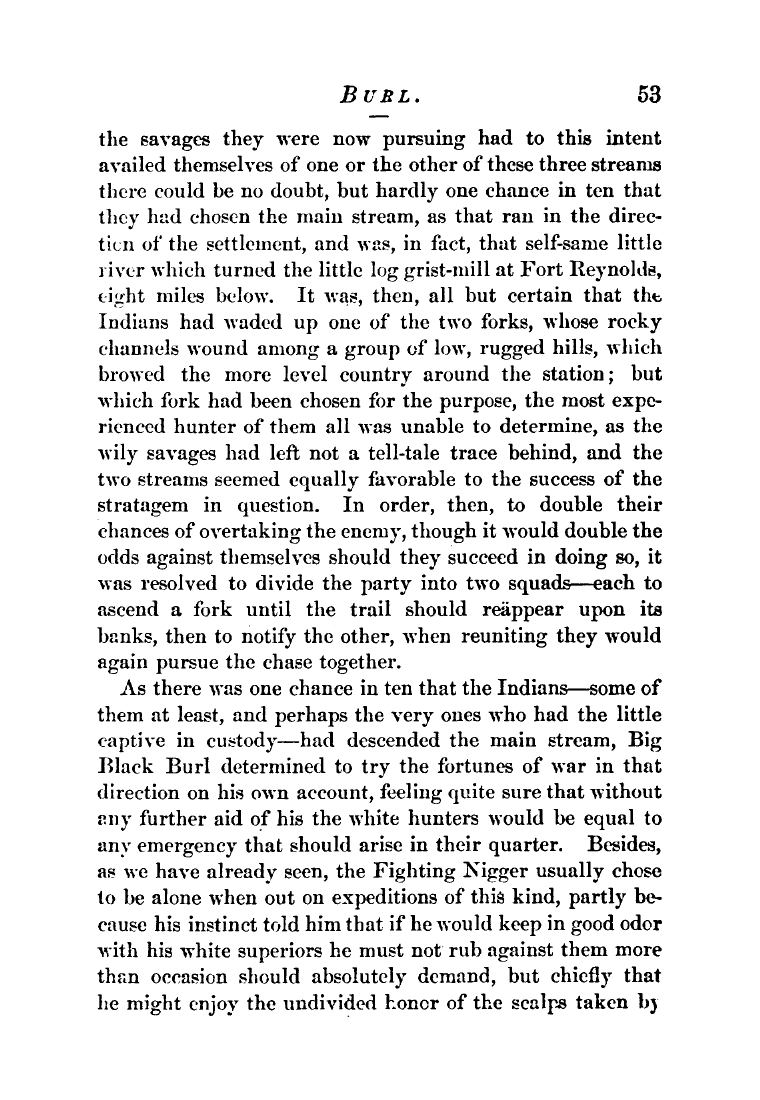 BURL. 53
the savages they were now pursuing had to this intent
availed themselves of one or the other of these three streams
there could be no doubt, but hardly one chance in ten that
they had chosen the main stream, as that ran in the direc-
tion of the settlement, and was, in fact, that self-same little
river which turned the little log grist-mill at Fort Reynolds,
eight miles below. It was, then, all but certain that the
Indians had waded up one of the two forks, whose rocky
channels wound among a group of low, rugged hills, which
browed the more level country around the station; but
which fork had been chosen for the purpose, the most expe-
rienced hunter of them all was unable to determine, as the
wily savages had left not a tell-tale trace behind, and the
two streams seemed equally favorable to the success of the
stratagem in question. In order, then, to double their
chances of overtaking the enemy, though it would double the
odds against themselves should they succeed in doing so, it
was resolved to divide the party into two squads—each to
ascend a fork until the trail should reäppear upon its
banks, then to notify the other, when reuniting they would
again pursue the chase together.
As there was one chance in ten that the Indians—some of
them at least, and perhaps the very ones who had the little
captive in custody—had descended the main stream, Big
Black Burl determined to try the fortunes of war in that
direction on his own account, feeling quite sure that without
any further aid of his the white hunters would be equal to
any emergency that should arise in their quarter. Besides,
as we have already seen, the Fighting Nigger usually chose
to be alone when out on expeditions of this kind, partly be-
cause his instinct told him that if he would keep in good odor
with his white superiors he must not rub against them more
than occasion should absolutely demand, but chiefly that
he might enjoy the undivided honor of the scalps taken by